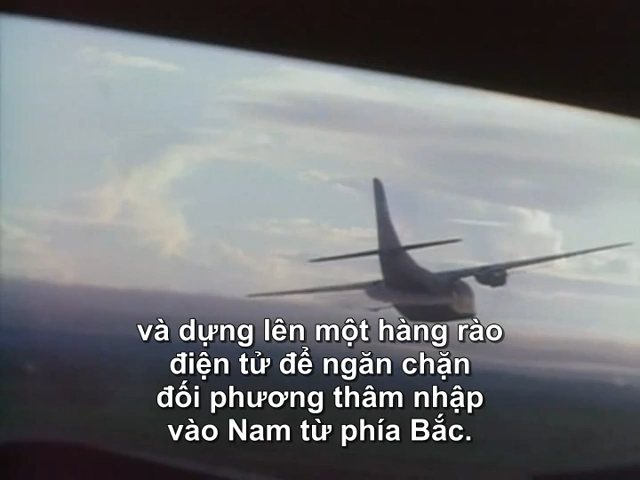 và dựng lên một hàng rào
điện tử để ngăn chặn
đối phương thâm nhập
vào Nam từ phía Bắc.